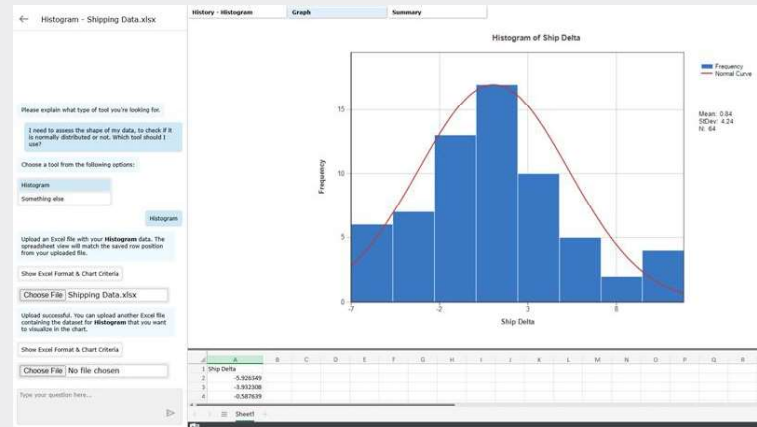 ← Histogram - Shipping Data.xlsx
Please explain what type of tool you're looking for.
I need to assess the shape of my data, to check if it
is normally distributed or not. Which tool should I
use?
Choose a tool from the following options:
Histogram
Something else
Histogram
Upload an Excel file with your Histogram data. The
spreadsheet view will match the saved row position
from your uploaded file.
Show Excel Format & Chart Criteria
Choose File Shipping Data.xlsx
Upload successful. You can upload another Excel file
containing the dataset for Histogram that you want
to visualize in the chart.
Show Excel Format & Chart Criteria
Choose File No file chosen
Type your question here...
History - Histogram Graph Summary
Histogram of Ship Delta
Frequency
Normal Curve
Mean: 0.84
StDev: 4.24
N: 64
Frequency
15
10
5
0
-7 -2 3 8
Ship Delta
A B C D E F G H I J K L M N O P Q R
1 Ship Delta
2 -5.926349
3 -3.932308
4 -0.587639
Sheet1